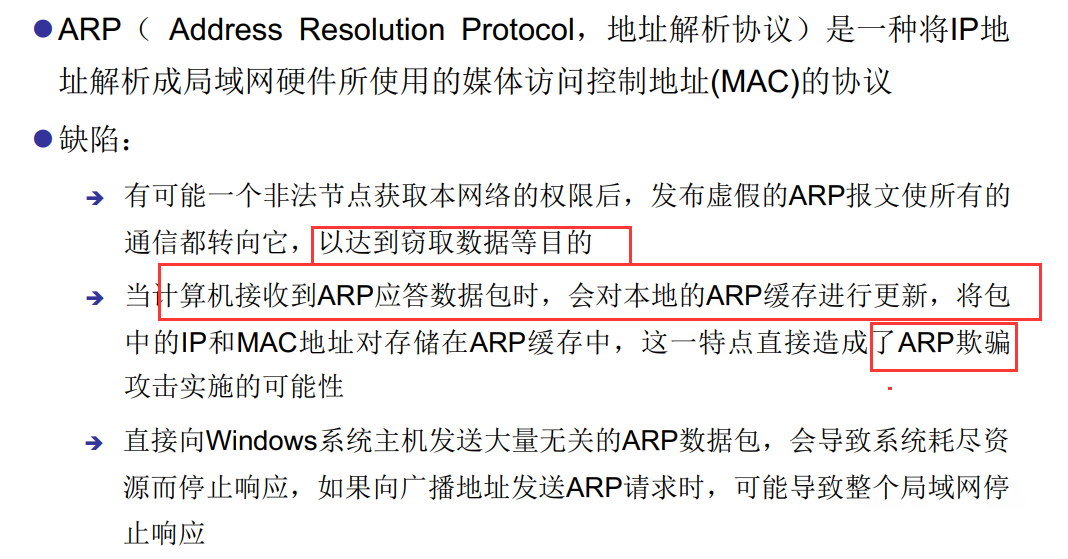 ●ARP（ Address Resolution Protocol，地址解析协议）是一种将IP地
址解析成局域网硬件所使用的媒体访问控制地址(MAC)的协议
●缺陷：
➔ 有可能一个非法节点获取本网络的权限后，发布虚假的ARP报文使所有的
通信都转向它，以达到窃取数据等目的
➔ 当计算机接收到ARP应答数据包时，会对本地的ARP缓存进行更新，将包
中的IP和MAC地址对存储在ARP缓存中，这一特点直接造成了ARP欺骗
攻击实施的可能性
➔ 直接向Windows系统主机发送大量无关的ARP数据包，会导致系统耗尽资
源而停止响应，如果向广播地址发送ARP请求时，可能导致整个局域网停
止响应